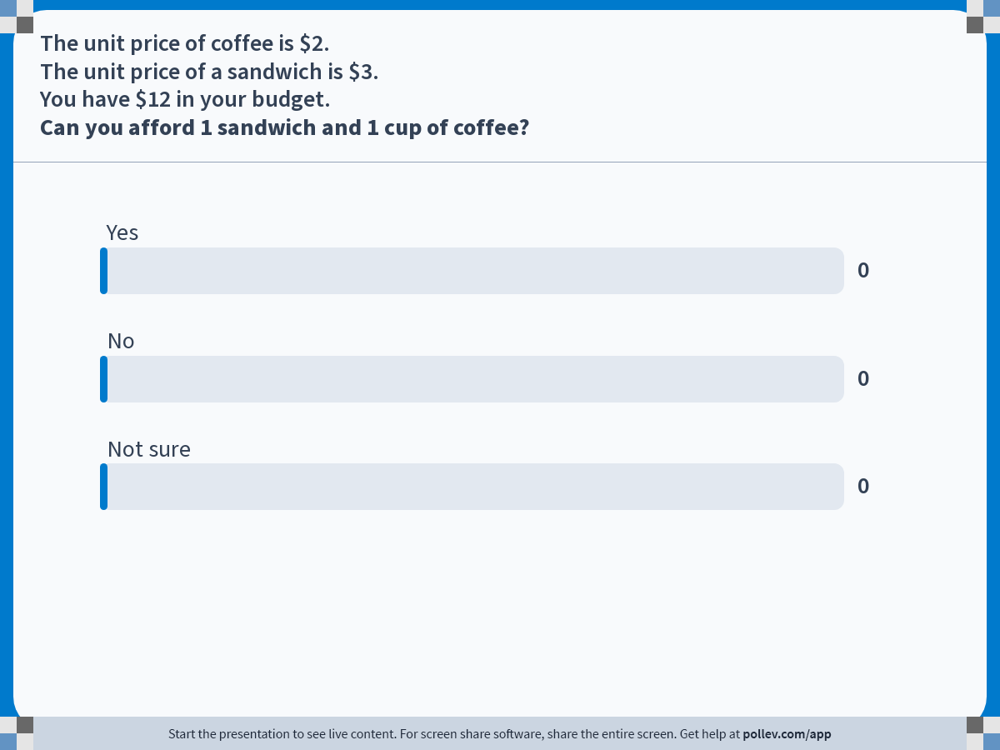 The unit price of coffee is $2.
The unit price of a sandwich is $3.
You have $12 in your budget.
Can you afford 1 sandwich and 1 cup of coffee?
Yes
0
No
0
Not sure
0
Start the presentation to see live content. For screen share software, share the entire screen. Get help at pollev.com/app